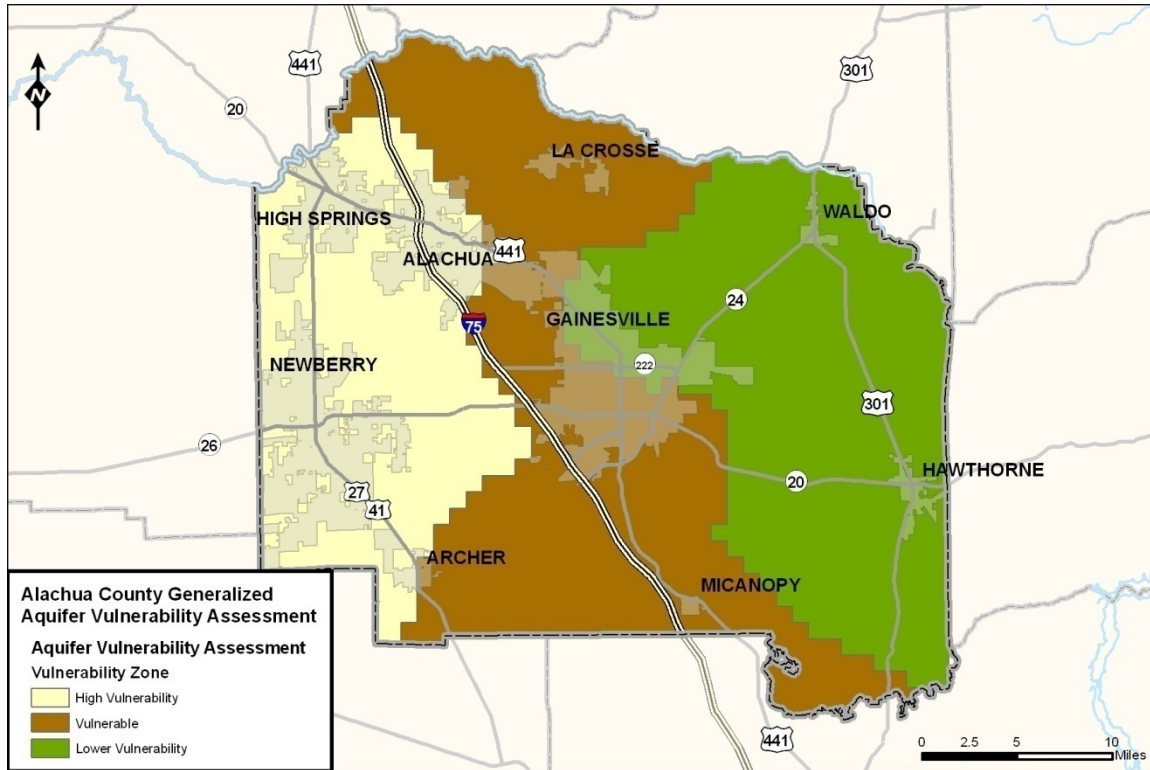 441
301
20
N
LA CROSSE
HIGH SPRINGS
WALDO
441
ALACHUA
24
GAINESVILLE
75
NEWBERRY
222
301
26
HAWTHORNE
20
27
41
ARCHER
MICANOPY
441
Alachua County Generalized
Aquifer Vulnerability Assessment
Aquifer Vulnerability Assessment
Vulnerability Zone
High Vulnerability
Vulnerable
Lower Vulnerability
0 2.5 5 10
Miles